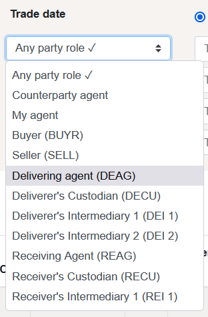 Trade date
Any party role ✓
Any party role ✓
Counterparty agent
My agent
Buyer (BUYR)
Seller (SELL)
Delivering agent (DEAG)
Deliverer's Custodian (DECU)
Deliverer's Intermediary 1 (DEI 1)
Deliverer's Intermediary 2 (DEI 2)
Receiving Agent (REAG)
Receiver's Custodian (RECU)
Receiver's Intermediary 1 (REI 1)